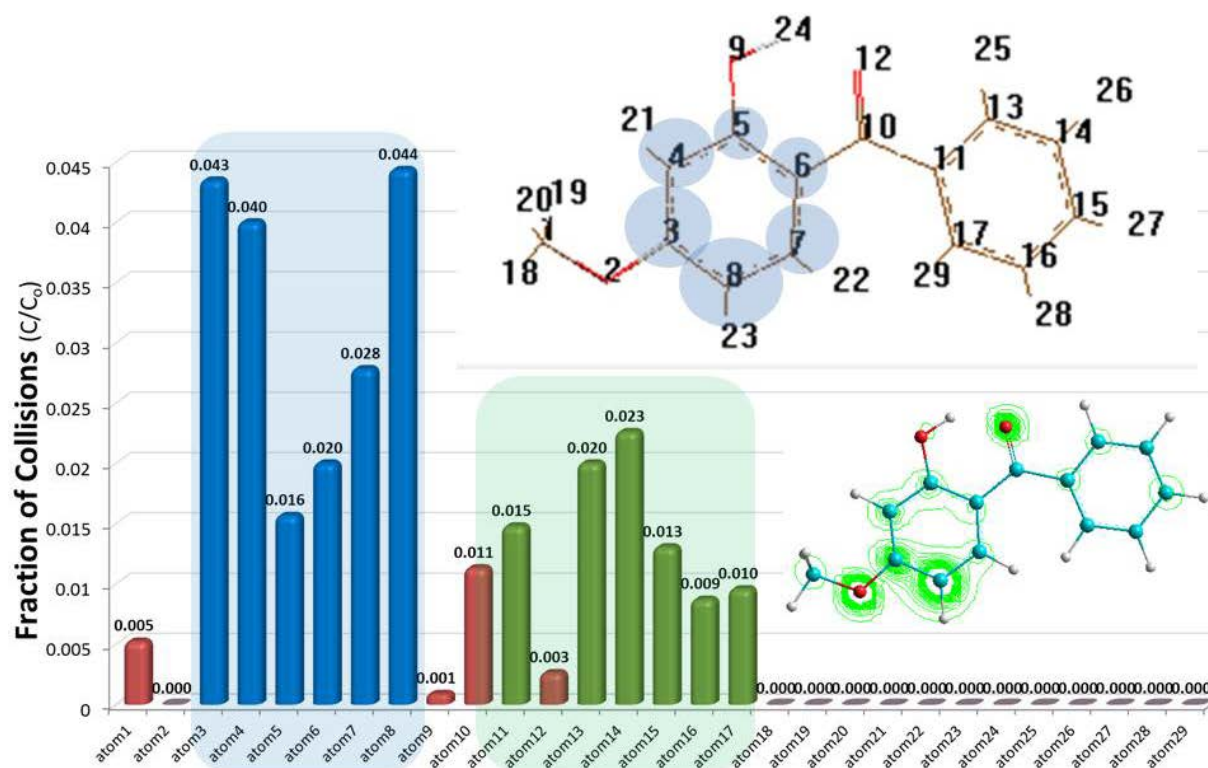 Fraction of Collisions (C/Co)
0.045
0.04
0.035
0.03
0.025
0.02
0.015
0.01
0.005
0
0.005
0.000
0.043
0.040
0.016
0.020
0.028
0.044
0.001
0.011
0.015
0.003
0.020
0.023
0.013
0.009
0.010
0.000
0.000
0.000
0.000
0.000
0.000
0.000
0.000
0.000
0.000
0.000
0.000
atom1
atom2
atom3
atom4
atom5
atom6
atom7
atom8
atom9
atom10
atom11
atom12
atom13
atom14
atom15
atom16
atom17
atom18
atom19
atom20
atom21
atom22
atom23
atom24
atom25
atom26
atom27
atom28
atom29
24
9
12
25
26
21
5
13
14
4
10
6
11
20
19
1
3
15
27
7
17
18
2
8
16
22
29
28
23